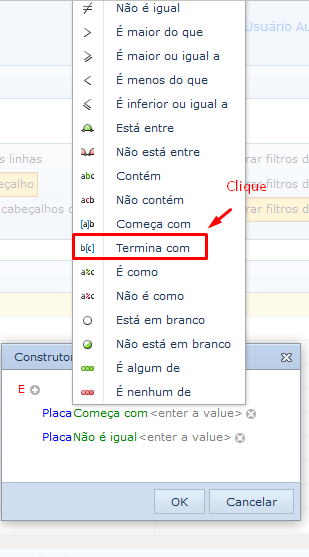 Não é igual
É maior do que
Usuário Au
É maior ou igual a
É menos do que
É inferior ou igual a
Está entre
Não está entre
s linhas
rar filtros d
abc Contém
eçalho
Clique
rar filtros d
acb Não contém
cabeçalhos d
rar filtros d
[a]b Começa com
b[c] Termina com
a%c É como
a%c Não é como
Está em branco
Não está em branco
Construtor
É algum de
E
É nenhum de
Placa Começa com <enter a value>
Placa Não é igual <enter a value>
OK
Cancelar